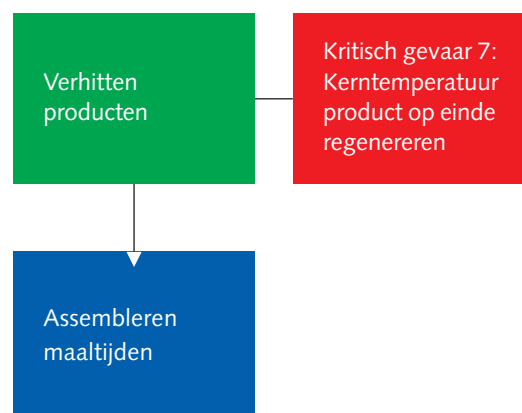 Verhitten
producten
Kritisch gevaar 7:
Kerntemperatuur
product op einde
regenereren
Assembleren
maaltijden